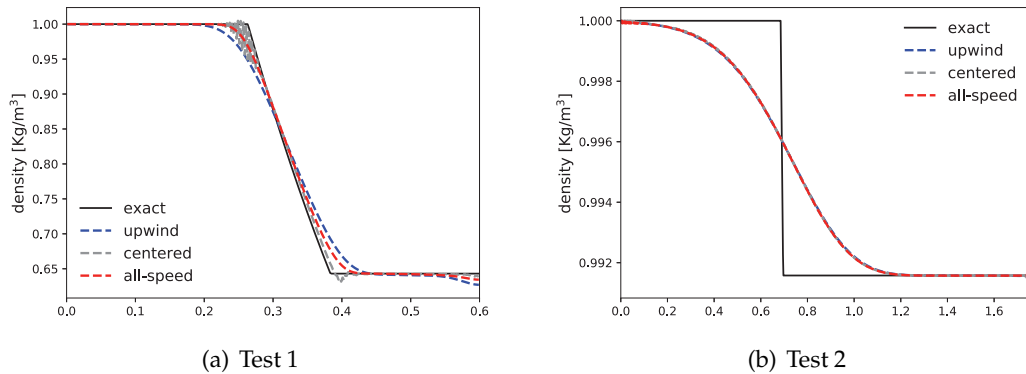 1.00
0.95
0.90
0.85
0.80
0.75
0.70
0.65
density [Kg/m³]
exact
upwind
centered
all-speed
0.0 0.1 0.2 0.3 0.4 0.5 0.6
(a) Test 1
1.000
0.998
0.996
0.994
0.992
density [Kg/m³]
exact
upwind
centered
all-speed
0.0 0.2 0.4 0.6 0.8 1.0 1.2 1.4 1.6
(b) Test 2